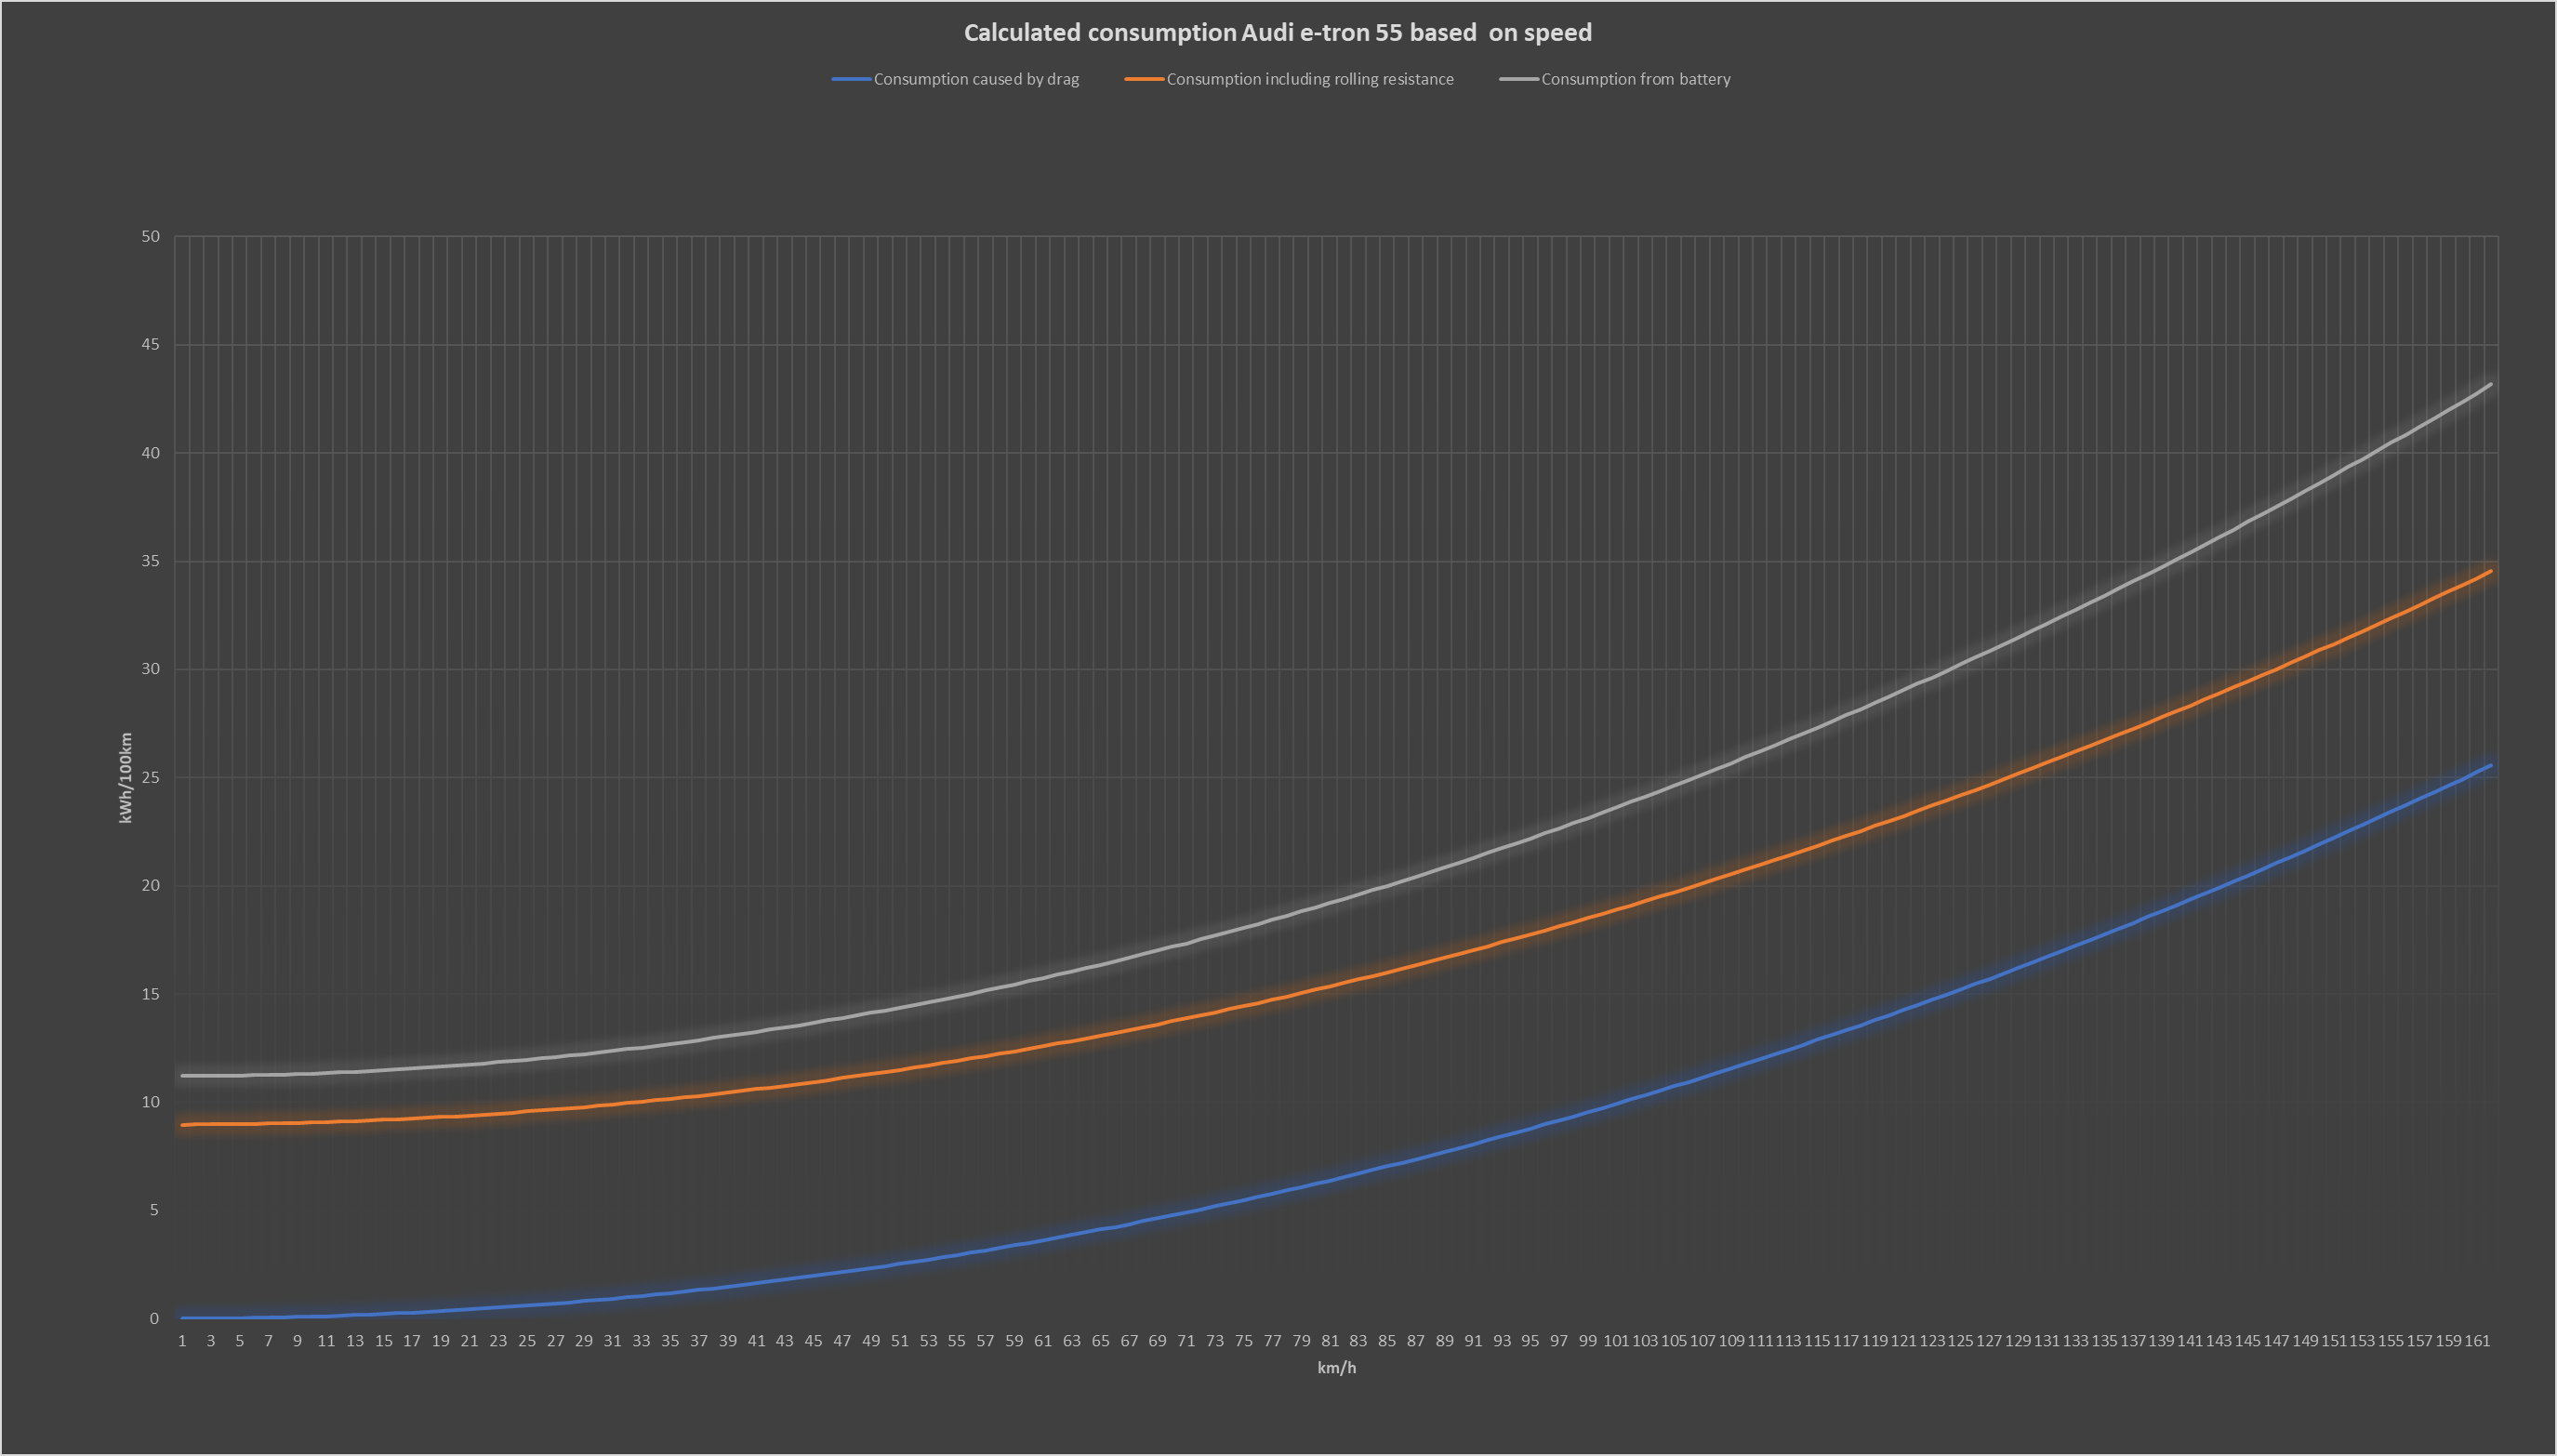 Calculated consumption Audi e-tron 55 based  on speed
Consumption caused by drag Consumption including rolling resistance Consumption from battery
50
45
40
35
30
25
20
15
10
5
0
kWh/100km
1 3 5 7 9 11 13 15 17 19 21 23 25 27 29 31 33 35 37 39 41 43 45 47 49 51 53 55 57 59 61 63 65 67 69 71 73 75 77 79 81 83 85 87 89 91 93 95 97 99 101 103 105 107 109 111 113 115 117 119 121 123 125 127 129 131 133 135 137 139 141 143 145 147 149 151 153 155 157 159 161
km/h